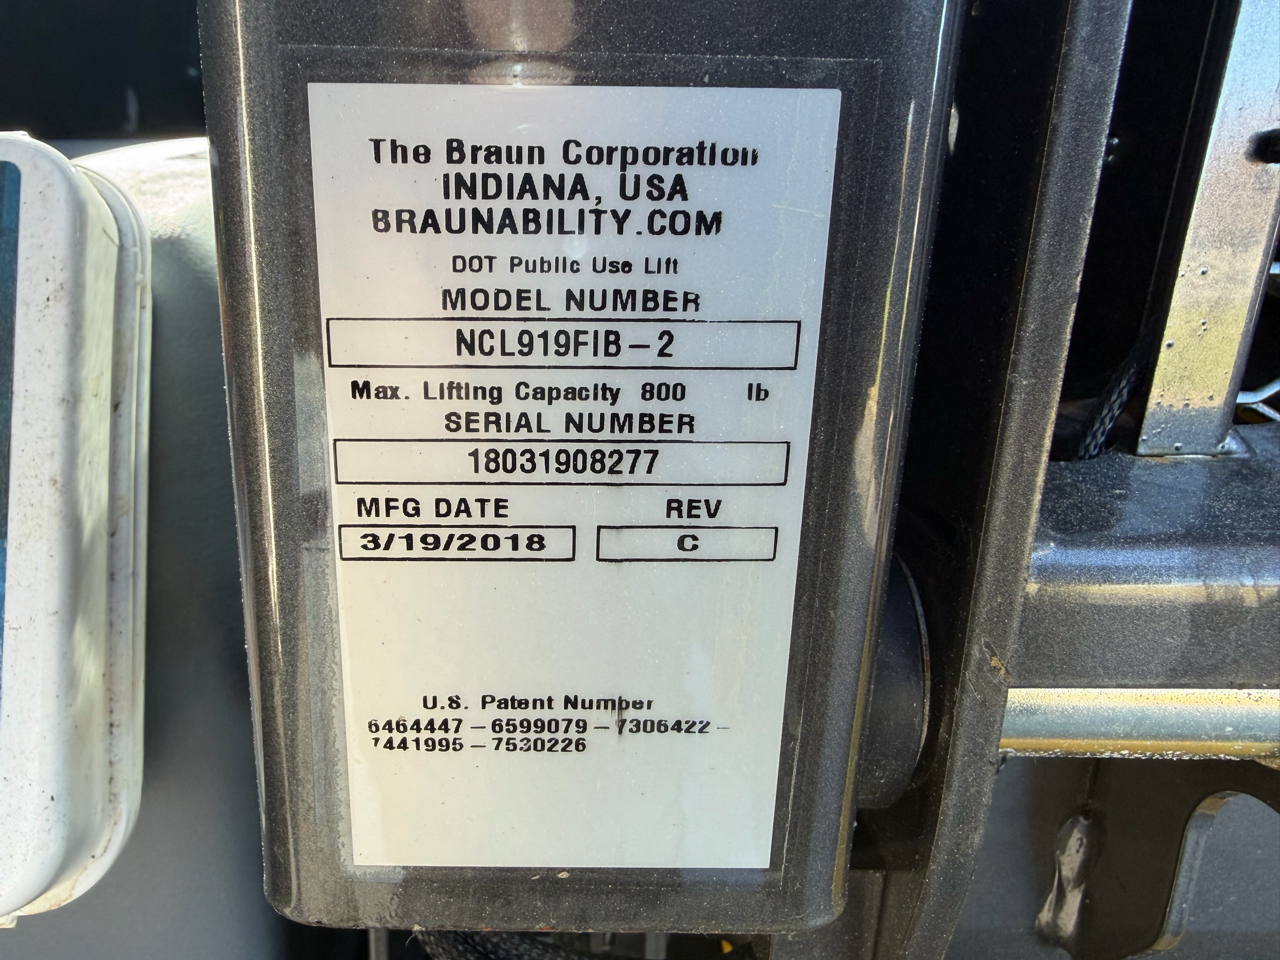 The Braun Corporation
INDIANA, USA
BRAUNABILITY.COM
DOT Public Use Lift
MODEL NUMBER
NCL919FIB-2
Max. Lifting Capacity 800 lb
SERIAL NUMBER
18031908277
MFG DATE REV
3/19/2018 C
U.S. Patent Number
6464447-6599079-7306422-
7441995-7530226